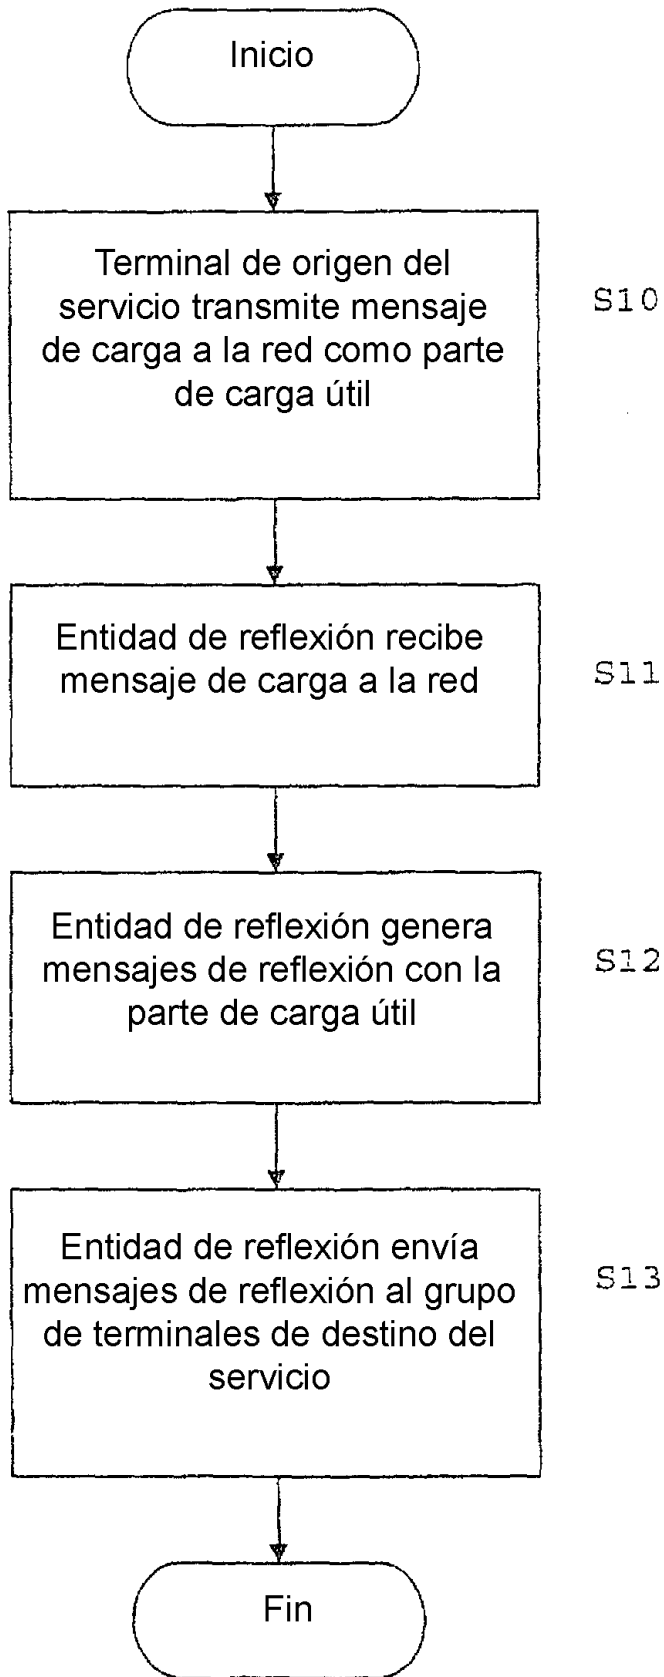 Inicio
Terminal de origen del
servicio transmite mensaje
de carga a la red como parte
de carga útil
S10
Entidad de reflexión recibe
mensaje de carga a la red
S11
Entidad de reflexión genera
mensajes de reflexión con la
parte de carga útil
S12
Entidad de reflexión envía
mensajes de reflexión al grupo
de terminales de destino del
servicio
S13
Fin